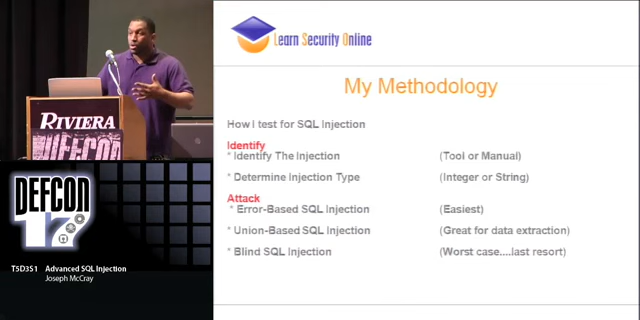 Learn Security Online
My Methodology
How I test for SQL Injection
Identify
* Identify The Injection (Tool or Manual)
* Determine Injection Type (Integer or String)
Attack
* Error-Based SQL Injection (Easiest)
* Union-Based SQL Injection (Great for data extraction)
* Blind SQL Injection (Worst case....last resort)
RIVIERA
DEFCON
DEFCON
17
T5D3S1 Advanced SQL Injection
Joseph McCray